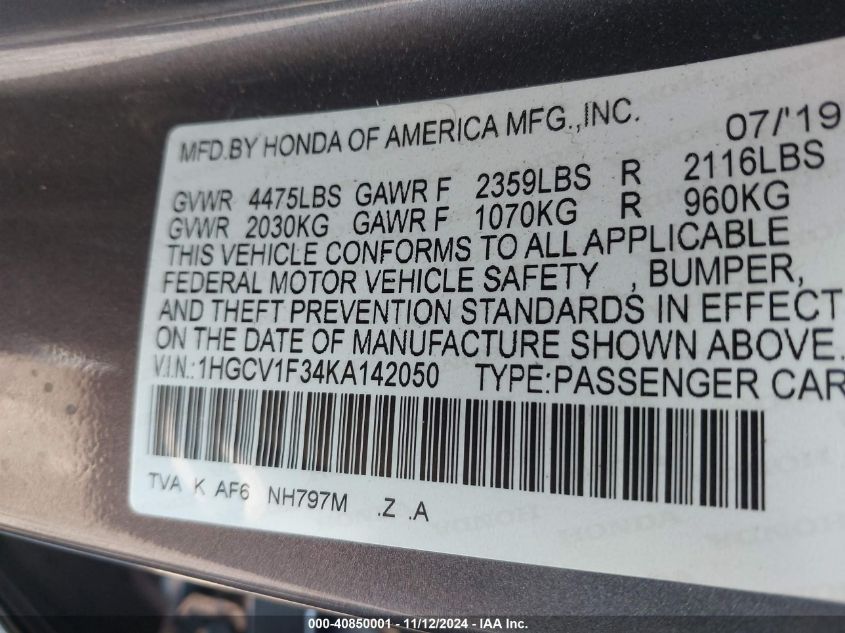 MFD.BY HONDA OF AMERICA MFG.,INC. 07/'19
GVWR 4475LBS GAWR F 2359LBS R 2116LBS
GVWR 2030KG GAWR F 1070KG R 960KG
THIS VEHICLE CONFORMS TO ALL APPLICABLE
FEDERAL MOTOR VEHICLE SAFETY , BUMPER,
AND THEFT PREVENTION STANDARDS IN EFFECT
ON THE DATE OF MANUFACTURE SHOWN ABOVE.
V.I.N.:1HGCV1F34KA142050 TYPE:PASSENGER CAR
TVA K AF6 NH797M .Z .A
HONDA HONDA HONDA
000-40850001 - 11/12/2024 - IAA, Inc.